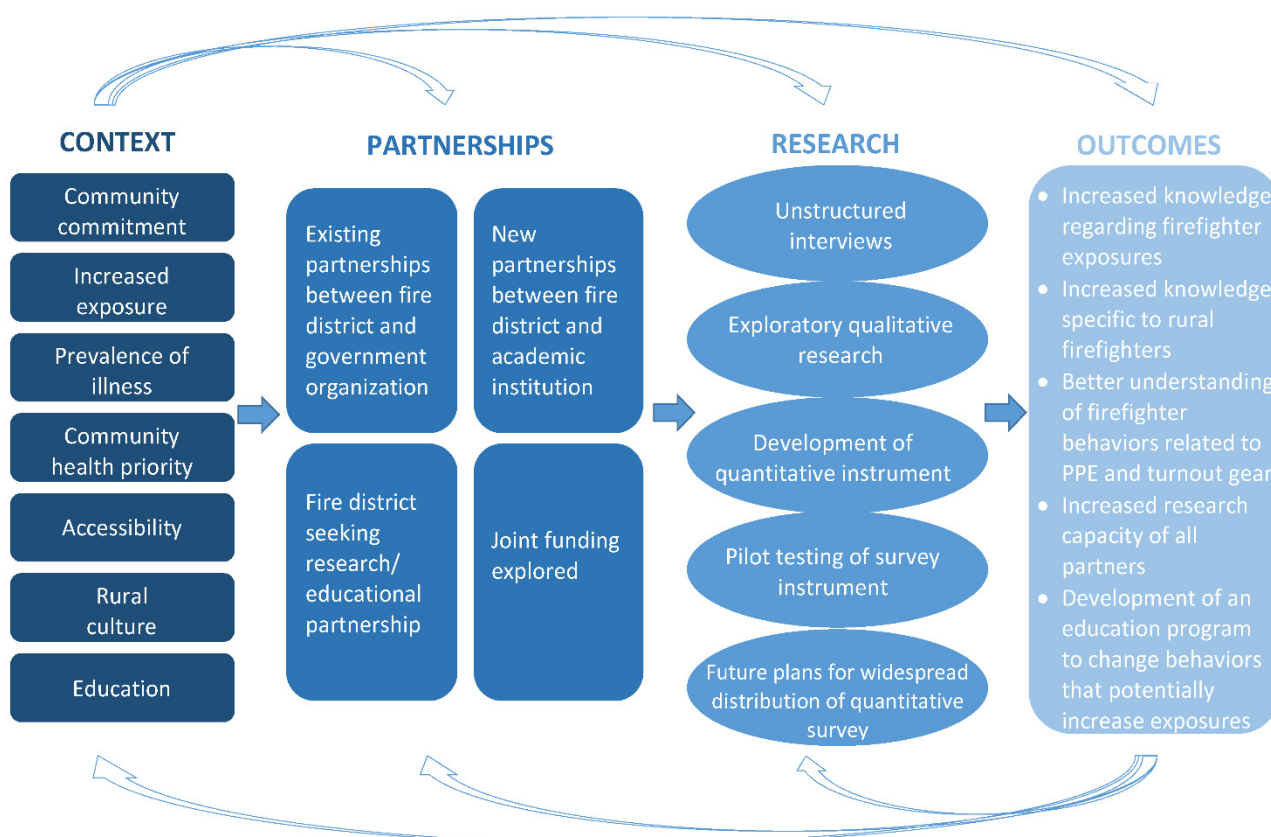 CONTEXT
Community
commitment
Increased
exposure
Prevalence of
illness
Community
health priority
Accessibility
Rural
culture
Education
PARTNERSHIPS
Existing
partnerships
between fire
district and
government
organization
New
partnerships
between fire
district and
academic
institution
Fire district
seeking
research/
educational
partnership
Joint funding
explored
RESEARCH
Unstructured
interviews
Exploratory qualitative
research
Development of
quantitative instrument
Pilot testing of survey
instrument
Future plans for widespread
distribution of quantitative
survey
OUTCOMES
• Increased knowledge
regarding firefighter
exposures
• Increased knowledge
specific to rural
firefighters
• Better understanding
of firefighter
behaviors related to
PPE and turnout gear
• Increased research
capacity of all
partners
• Development of an
education program
to change behaviors
that potentially
increase exposures